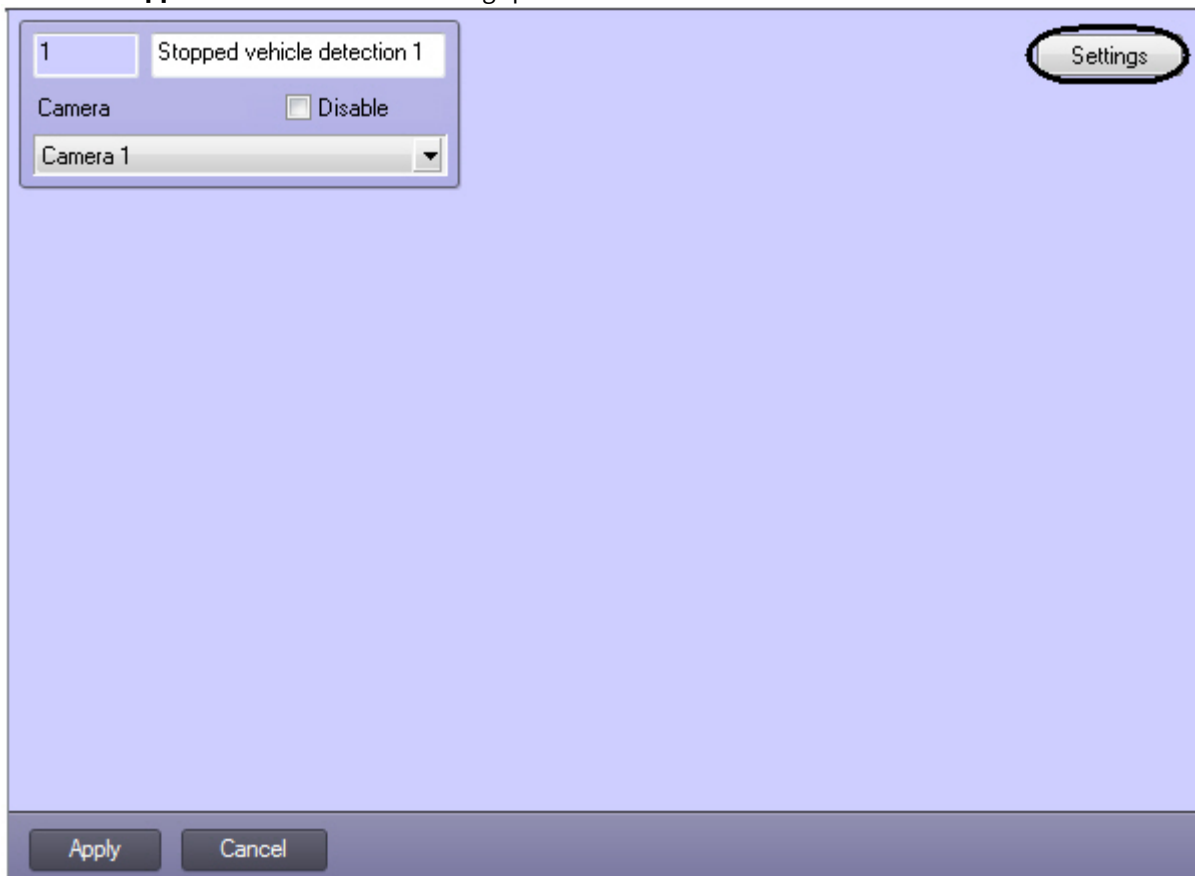 1
Stopped vehicle detection 1
Settings
Camera
Disable
Camera 1
Apply
Cancel